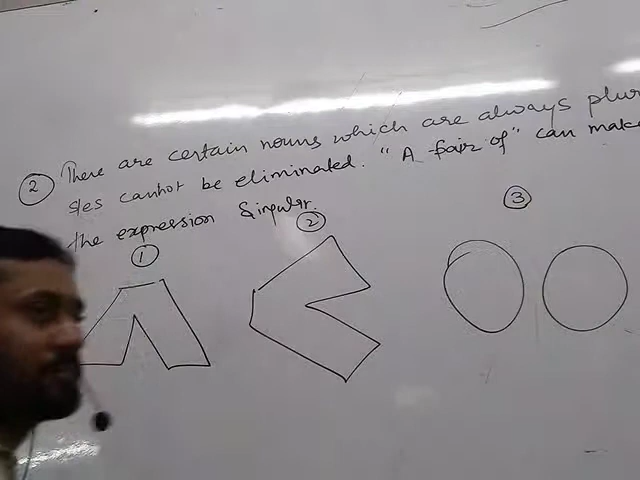 ② There are certain nouns which are always plur
s/es cannot be eliminated. "A pair of" can make
the expression Singular.
① ② ③